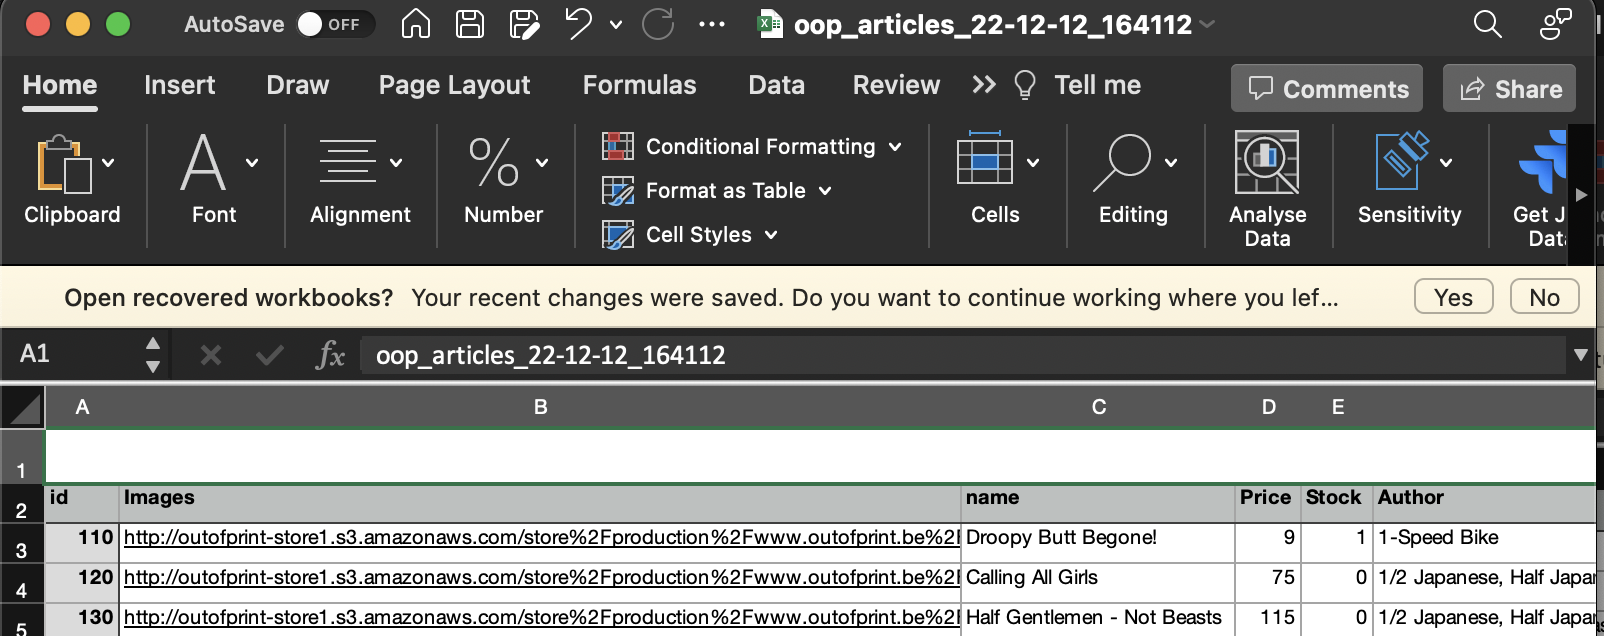 AutoSave OFF oop_articles_22-12-12_164112
Home Insert Draw Page Layout Formulas Data Review >> Tell me Comments Share
Clipboard Font Alignment % Number Conditional Formatting Cells Editing Analyse Data Sensitivity Get J
Format as Table
Cell Styles
Dat
Open recovered workbooks? Your recent changes were saved. Do you want to continue working where you lef... Yes No
A1 fx oop_articles_22-12-12_164112
A B C D E
1
2 id Images name Price Stock Author
3 110 http://outofprint-store1.s3.amazonaws.com/store%2Fproduction%2Fwww.outofprint.be%2F Droopy Butt Begone! 9 1 1-Speed Bike
4 120 http://outofprint-store1.s3.amazonaws.com/store%2Fproduction%2Fwww.outofprint.be%2F Calling All Girls 75 0 1/2 Japanese, Half Japan
5 130 http://outofprint-store1.s3.amazonaws.com/store%2Fproduction%2Fwww.outofprint.be%2F Half Gentlemen - Not Beasts 115 0 1/2 Japanese, Half Japan